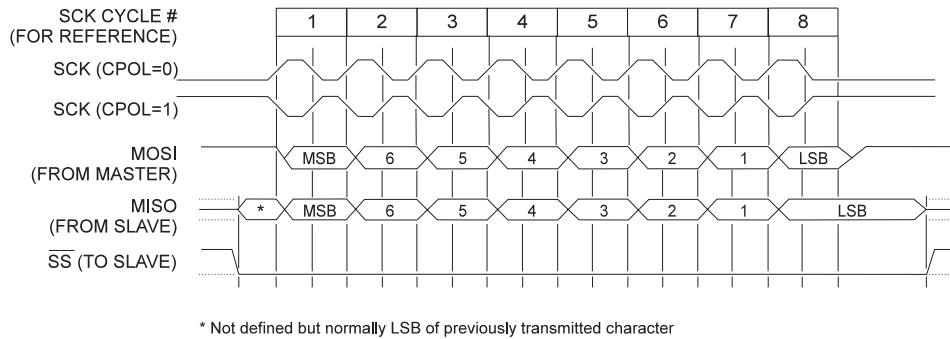 SCK CYCLE #
(FOR REFERENCE)
1 2 3 4 5 6 7 8
SCK (CPOL=0)
SCK (CPOL=1)
MOSI
(FROM MASTER)
MSB 6 5 4 3 2 1 LSB
MISO
(FROM SLAVE)
* MSB 6 5 4 3 2 1 LSB
SS (TO SLAVE)
* Not defined but normally LSB of previously transmitted character